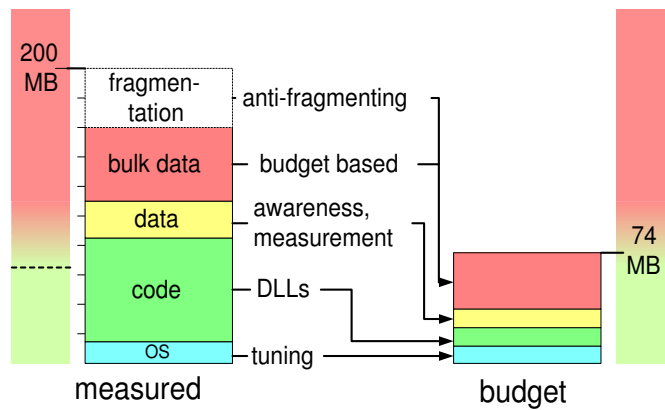 200
MB
fragmen-
tation
anti-fragmenting
bulk data
budget based
data
awareness,
measurement
74
MB
code
DLLs
OS
tuning
measured
budget